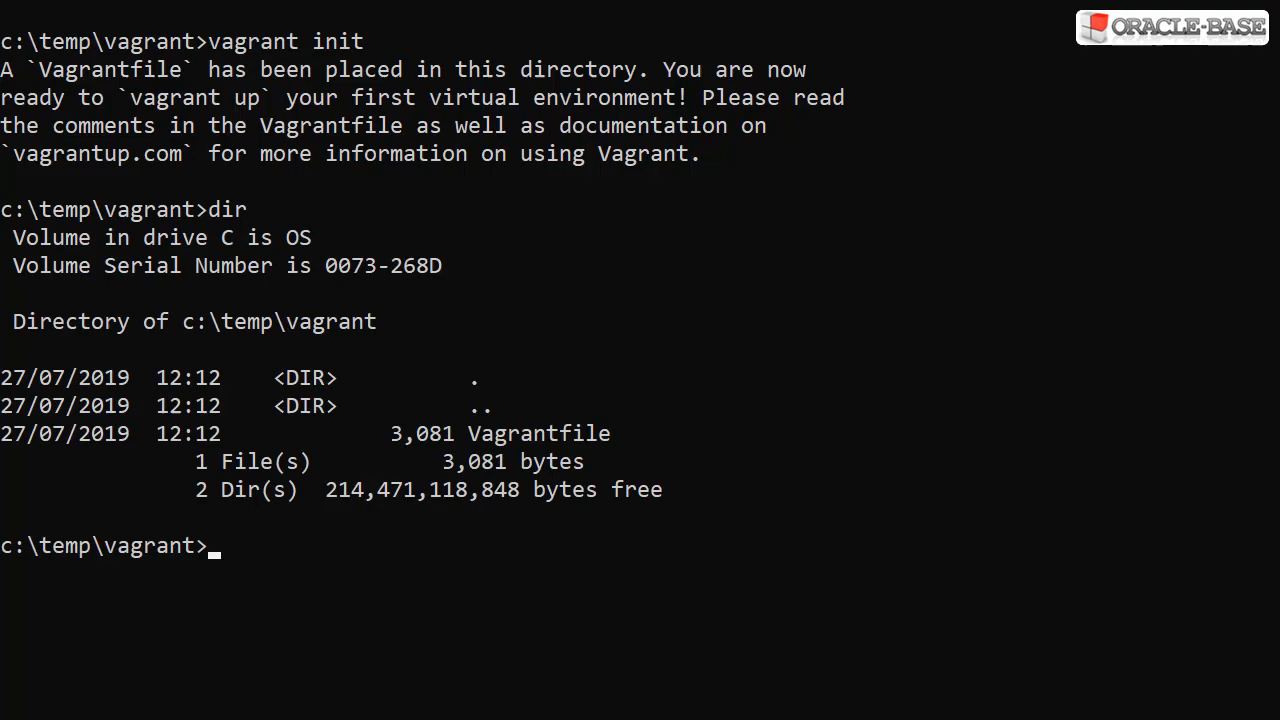 ORACLE-BASE
c:\temp\vagrant>vagrant init
A `Vagrantfile` has been placed in this directory. You are now
ready to `vagrant up` your first virtual environment! Please read
the comments in the Vagrantfile as well as documentation on
`vagrantup.com` for more information on using Vagrant.
c:\temp\vagrant>dir
 Volume in drive C is OS
 Volume Serial Number is 0073-268D
 Directory of c:\temp\vagrant
27/07/2019  12:12    <DIR>          .
27/07/2019  12:12    <DIR>          ..
27/07/2019  12:12             3,081 Vagrantfile
               1 File(s)          3,081 bytes
               2 Dir(s)  214,471,118,848 bytes free
c:\temp\vagrant>